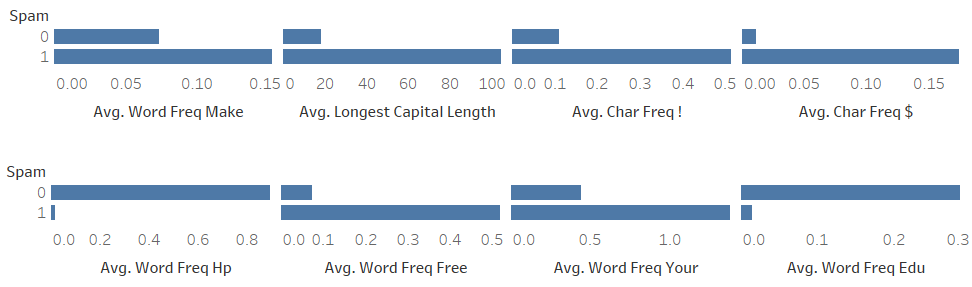 Spam
0
1
0.00 0.05 0.10 0.15 0 20 40 60 80 100 0.0 0.1 0.2 0.3 0.4 0.5 0.00 0.05 0.10 0.15
Avg. Word Freq Make Avg. Longest Capital Length Avg. Char Freq ! Avg. Char Freq $
Spam
0
1
0.0 0.2 0.4 0.6 0.8 0.0 0.1 0.2 0.3 0.4 0.5 0.0 0.5 1.0 0.0 0.1 0.2 0.3
Avg. Word Freq Hp Avg. Word Freq Free Avg. Word Freq Your Avg. Word Freq Edu